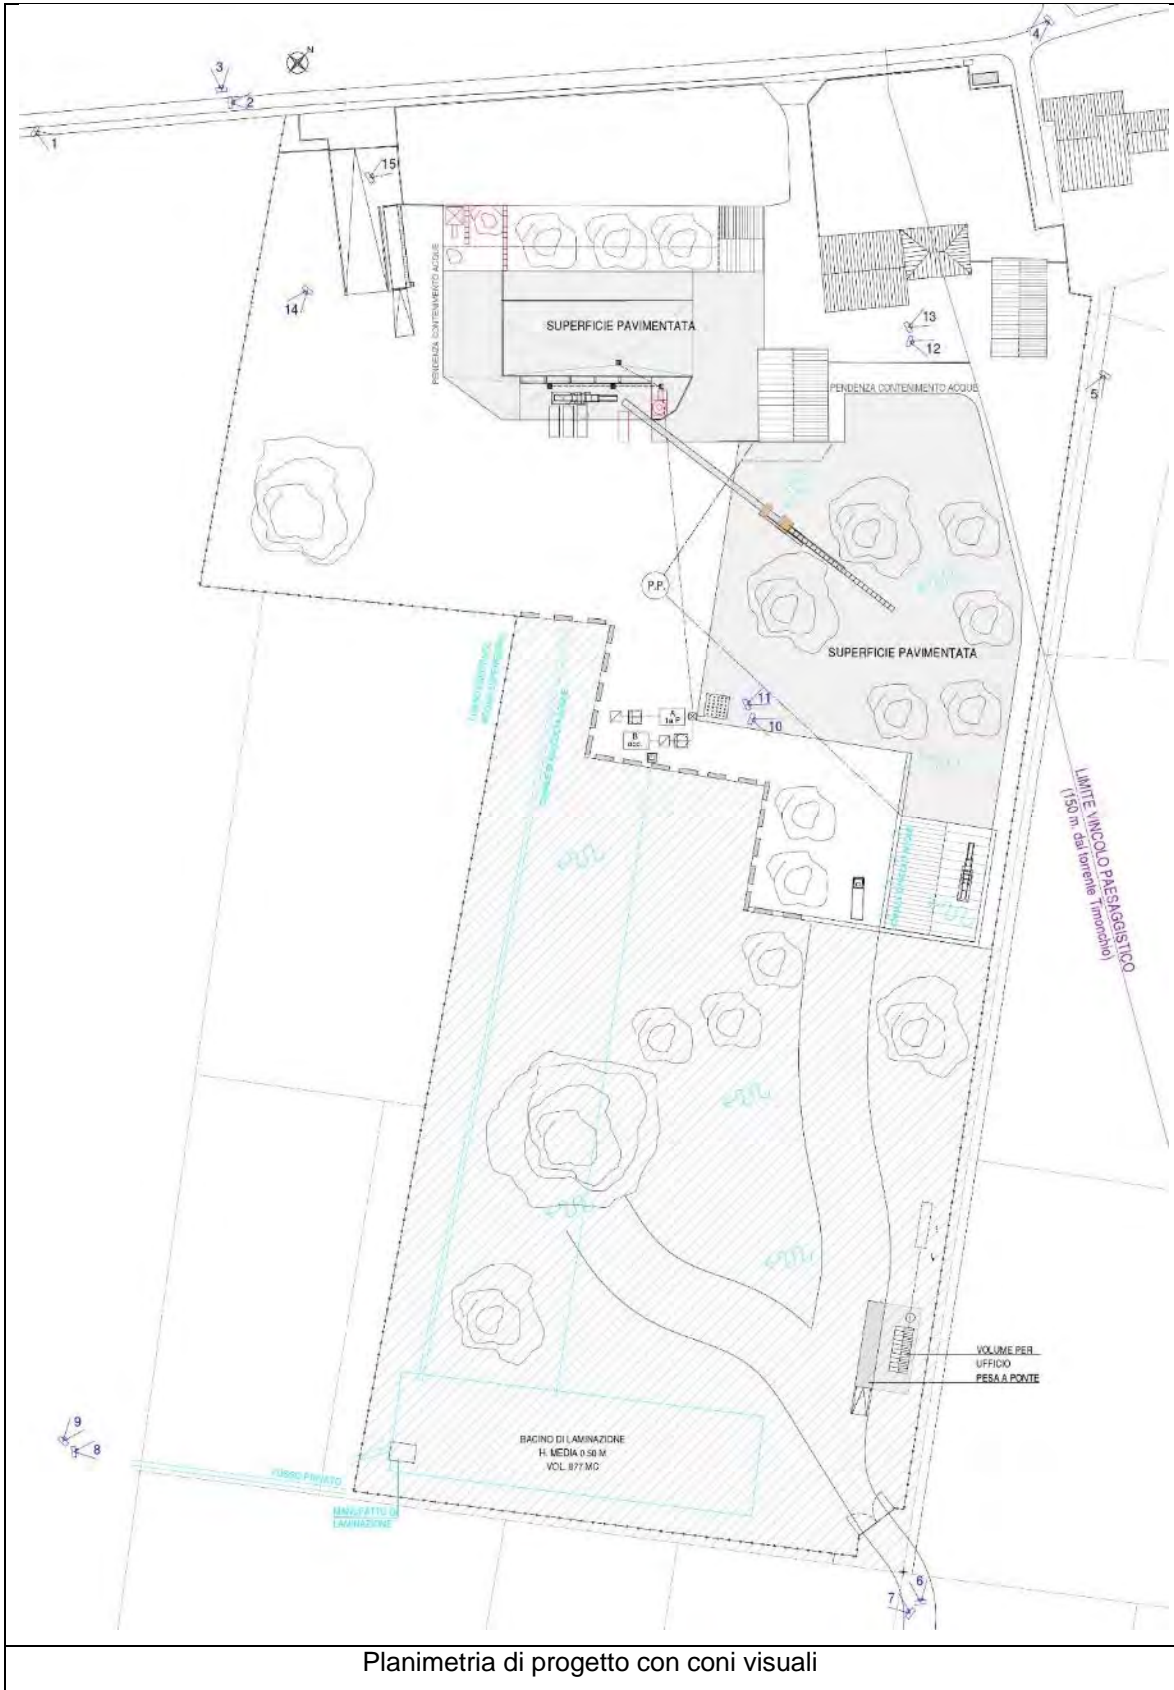 N
3
4
2
1
15
14
PENDENZA CONTENIMENTO ACQUE
SUPERFICIE PAVIMENTATA
13
12
PENDENZA CONTENIMENTO ACQUE
5
P.P.
SUPERFICIE PAVIMENTATA
11
10
A
1a P.
B
LIMITE VINCOLO PAESAGGISTICO
(150 m. dal torrente Timonchio)
VOLUME PER
UFFICIO
PESA A PONTE
9
8
BACINO DI LAMINAZIONE
H. MEDIA 0.50 M
VOL. 877 MC
FOSSO PRIVATO
MANUFATTO DI
LAMINAZIONE
6
7
Planimetria di progetto con coni visuali